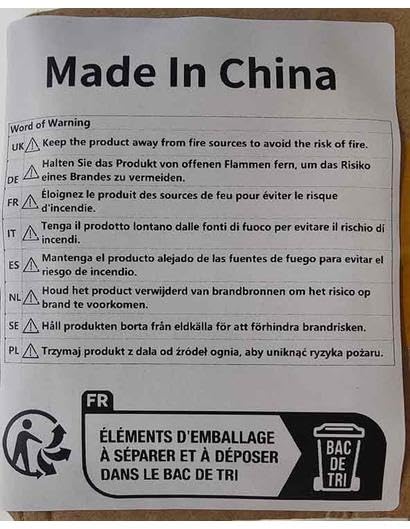 Made In China
Word of Warning
UK Keep the product away from fire sources to avoid the risk of fire.
Halten Sie das Produkt von offenen Flammen fern, um das Risiko
DE eines Brandes zu vermeiden.
FR Éloignez le produit des sources de feu pour éviter le risque
d'incendie.
IT Tenga il prodotto lontano dalle fonti di fuoco per evitare il rischio di
incendi.
ES Mantenga el producto alejado de las fuentes de fuego para evitar el
riesgo de incendio.
NL Houd het product verwijderd van brandbronnen om het risico op
brand te voorkomen.
SE Håll produkten borta från eldkälla för att förhindra brandrisken.
PL Trzymaj produkt z dala od źródeł ognia, aby uniknąć ryzyka pożaru.
FR
ÉLÉMENTS D'EMBALLAGE
À SÉPARER ET À DÉPOSER
DANS LE BAC DE TRI
BAC
DE
TRI